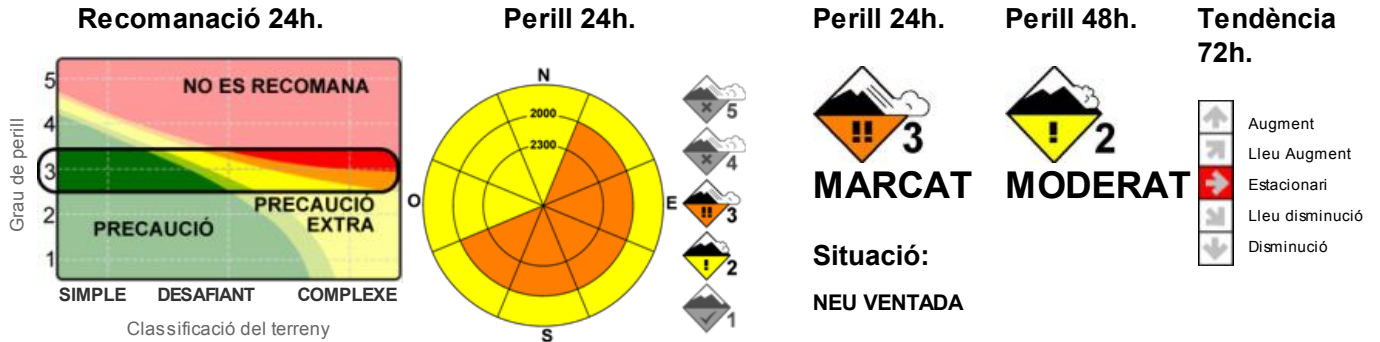 Recomanació 24h.
Perill 24h.
Perill 24h.
Perill 48h.
Tendència
72h.
Grau de perill
5
4
3
2
1
NO ES RECOMANA
PRECAUCIÓ
PRECAUCIÓ
EXTRA
SIMPLE
DESAFIANT
COMPLEXE
Classificació del terreny
N
2000
2300
O
E
S
5
4
!! 3
! 2
1
!! 3
MARCAT
! 2
MODERAT
Situació:
NEU VENTADA
Augment
Lleu Augment
Estacionari
Lleu disminució
Disminució